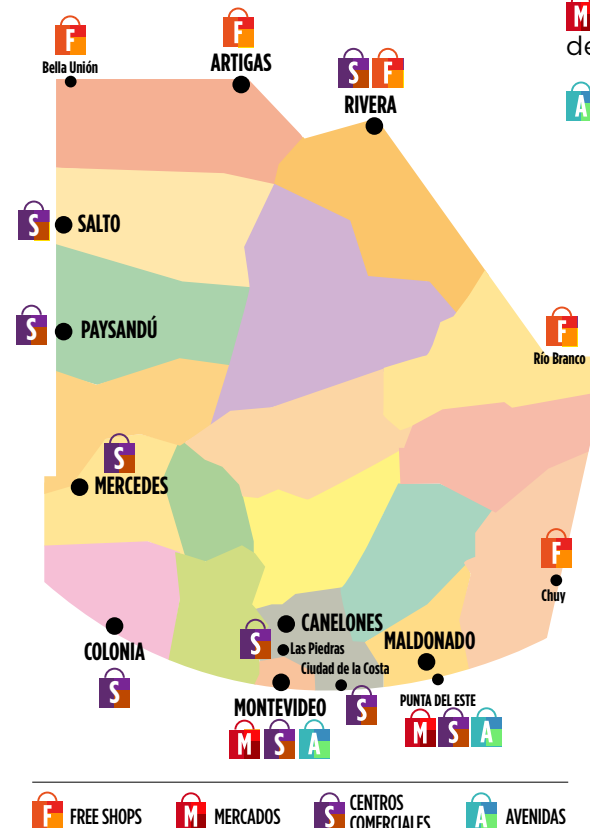 F
Bella Unión
F
ARTIGAS
S F
RIVERA
M
de
A
S
SALTO
S
PAYSANDÚ
F
Río Branco
S
MERCEDES
F
Chuy
COLONIA
S
CANELONES
S
Las Piedras
Ciudad de la Costa
S
MALDONADO
MONTEVIDEO
M S A
PUNTA DEL ESTE
M S A
F FREE SHOPS
M MERCADOS
S CENTROS
COMERCIALES
A AVENIDAS